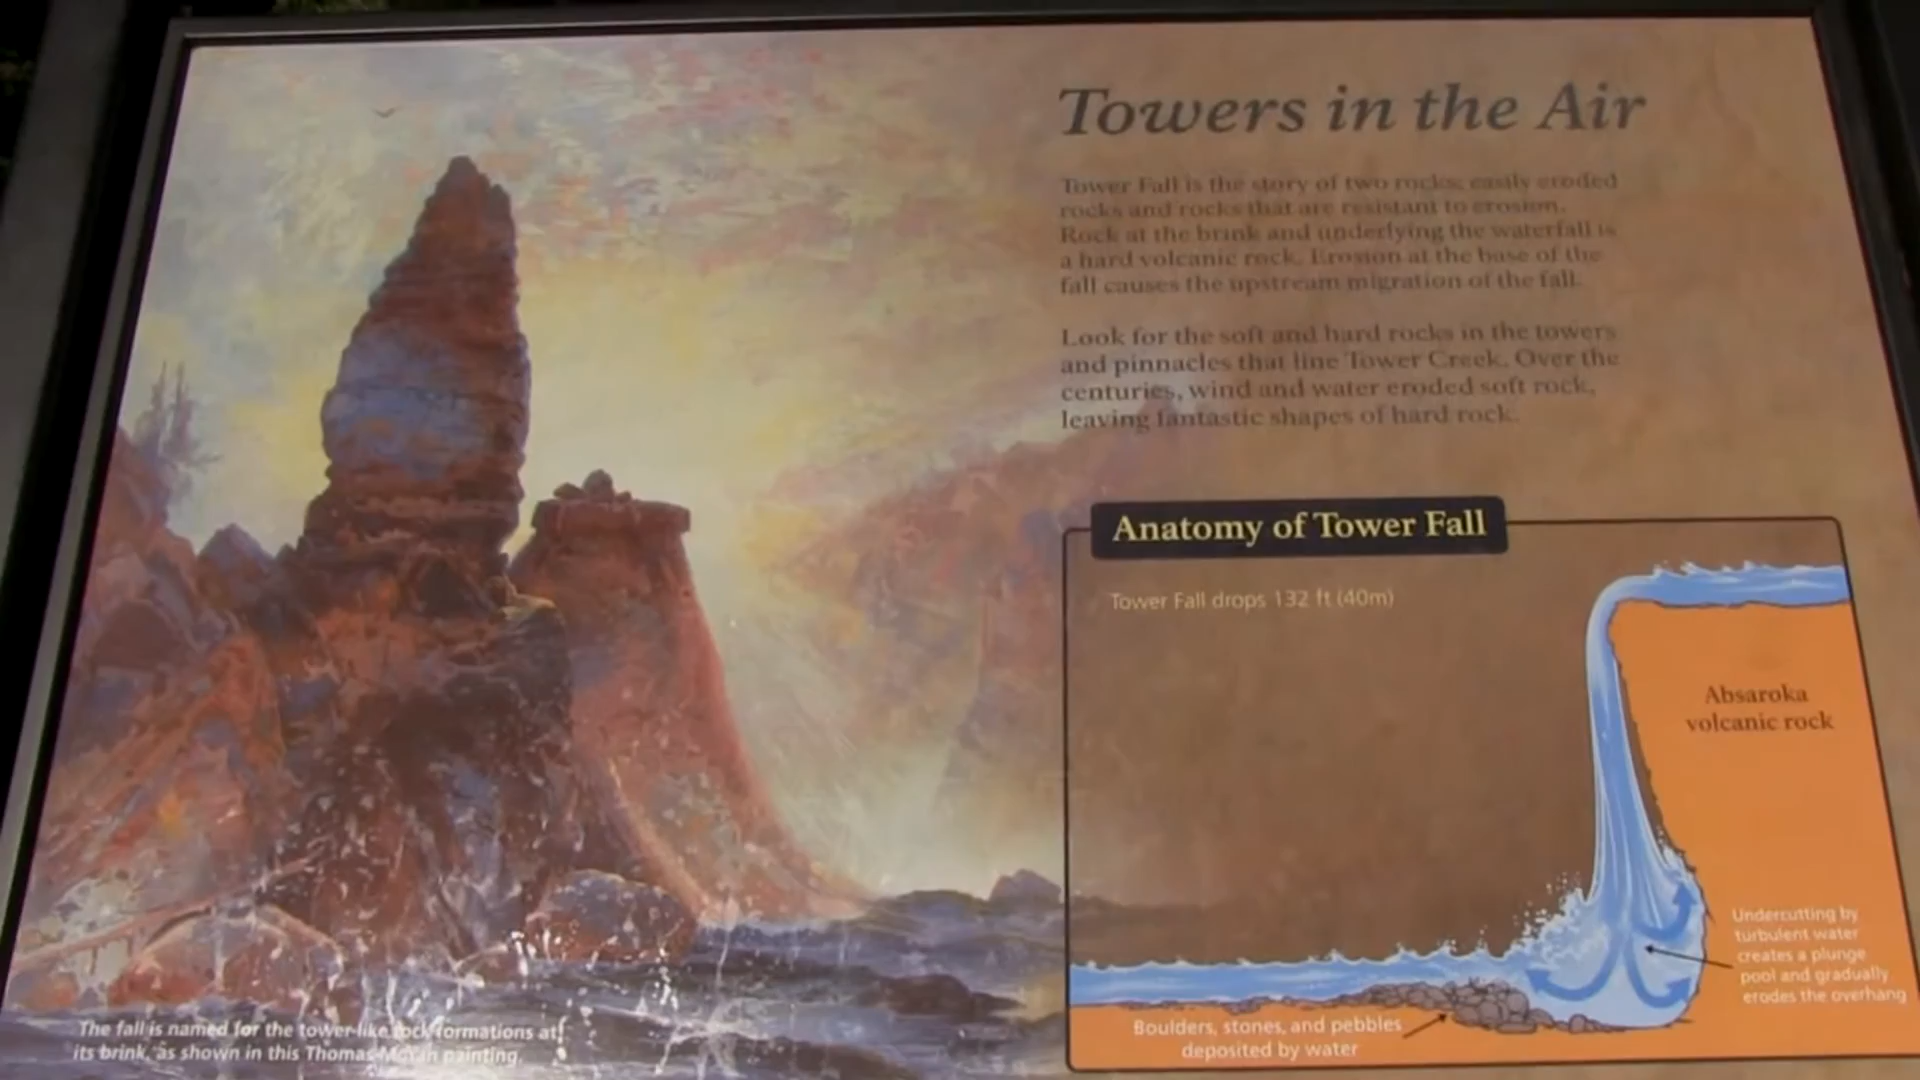 Towers in the Air
Tower Fall is the story of two rocks: easily eroded
rocks and rocks that are resistant to erosion.
Rock at the brink and underlying the waterfall is
a hard volcanic rock. Erosion at the base of the
fall causes the upstream migration of the fall.
Look for the soft and hard rocks in the towers
and pinnacles that line Tower Creek. Over the
centuries, wind and water eroded soft rock,
leaving fantastic shapes of hard rock.
Anatomy of Tower Fall
Tower Fall drops 132 ft (40m)
Absaroka
volcanic rock
Undercutting by
turbulent water
creates a plunge
pool and gradually
erodes the overhang
Boulders, stones, and pebbles
deposited by water
The fall is named for the tower-like rock formations at
its brink, as shown in this Thomas Moran painting.